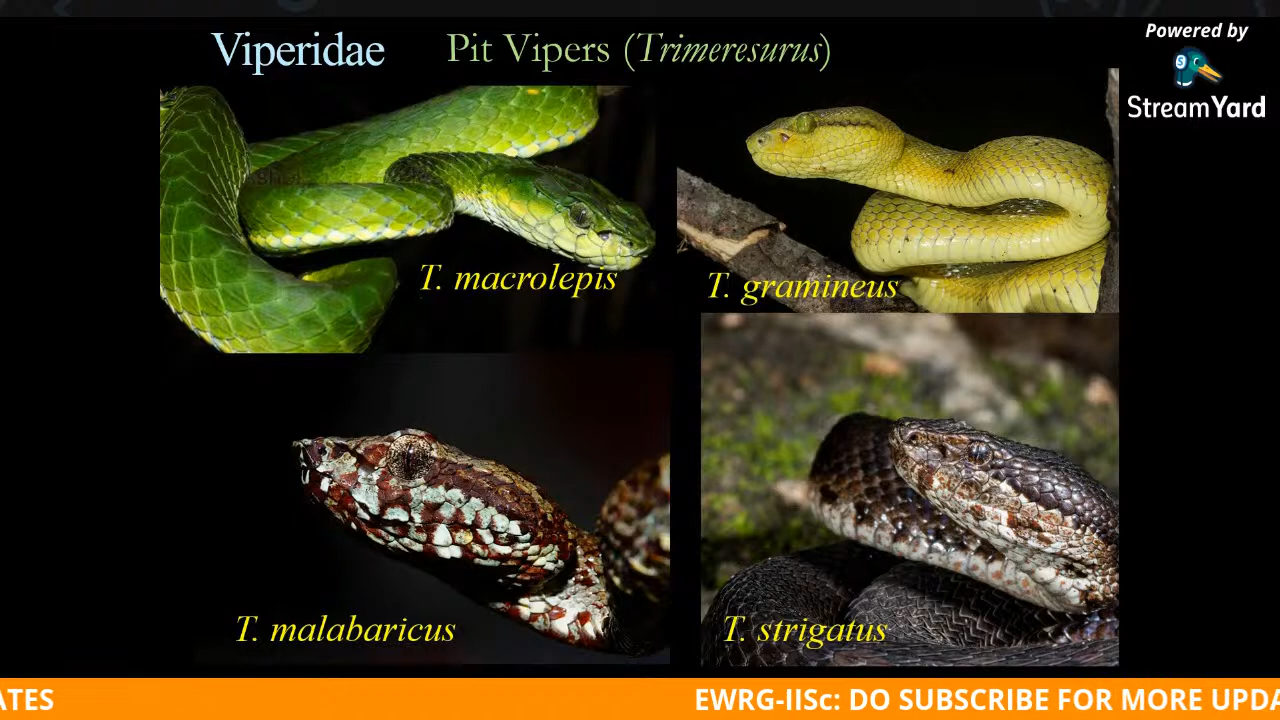 Viperidae
Pit Vipers (Trimeresurus)
Powered by
StreamYard
T. macrolepis
T. gramineus
T. malabaricus
T. strigatus
ATES
EWRG-IISc: DO SUBSCRIBE FOR MORE UPDA